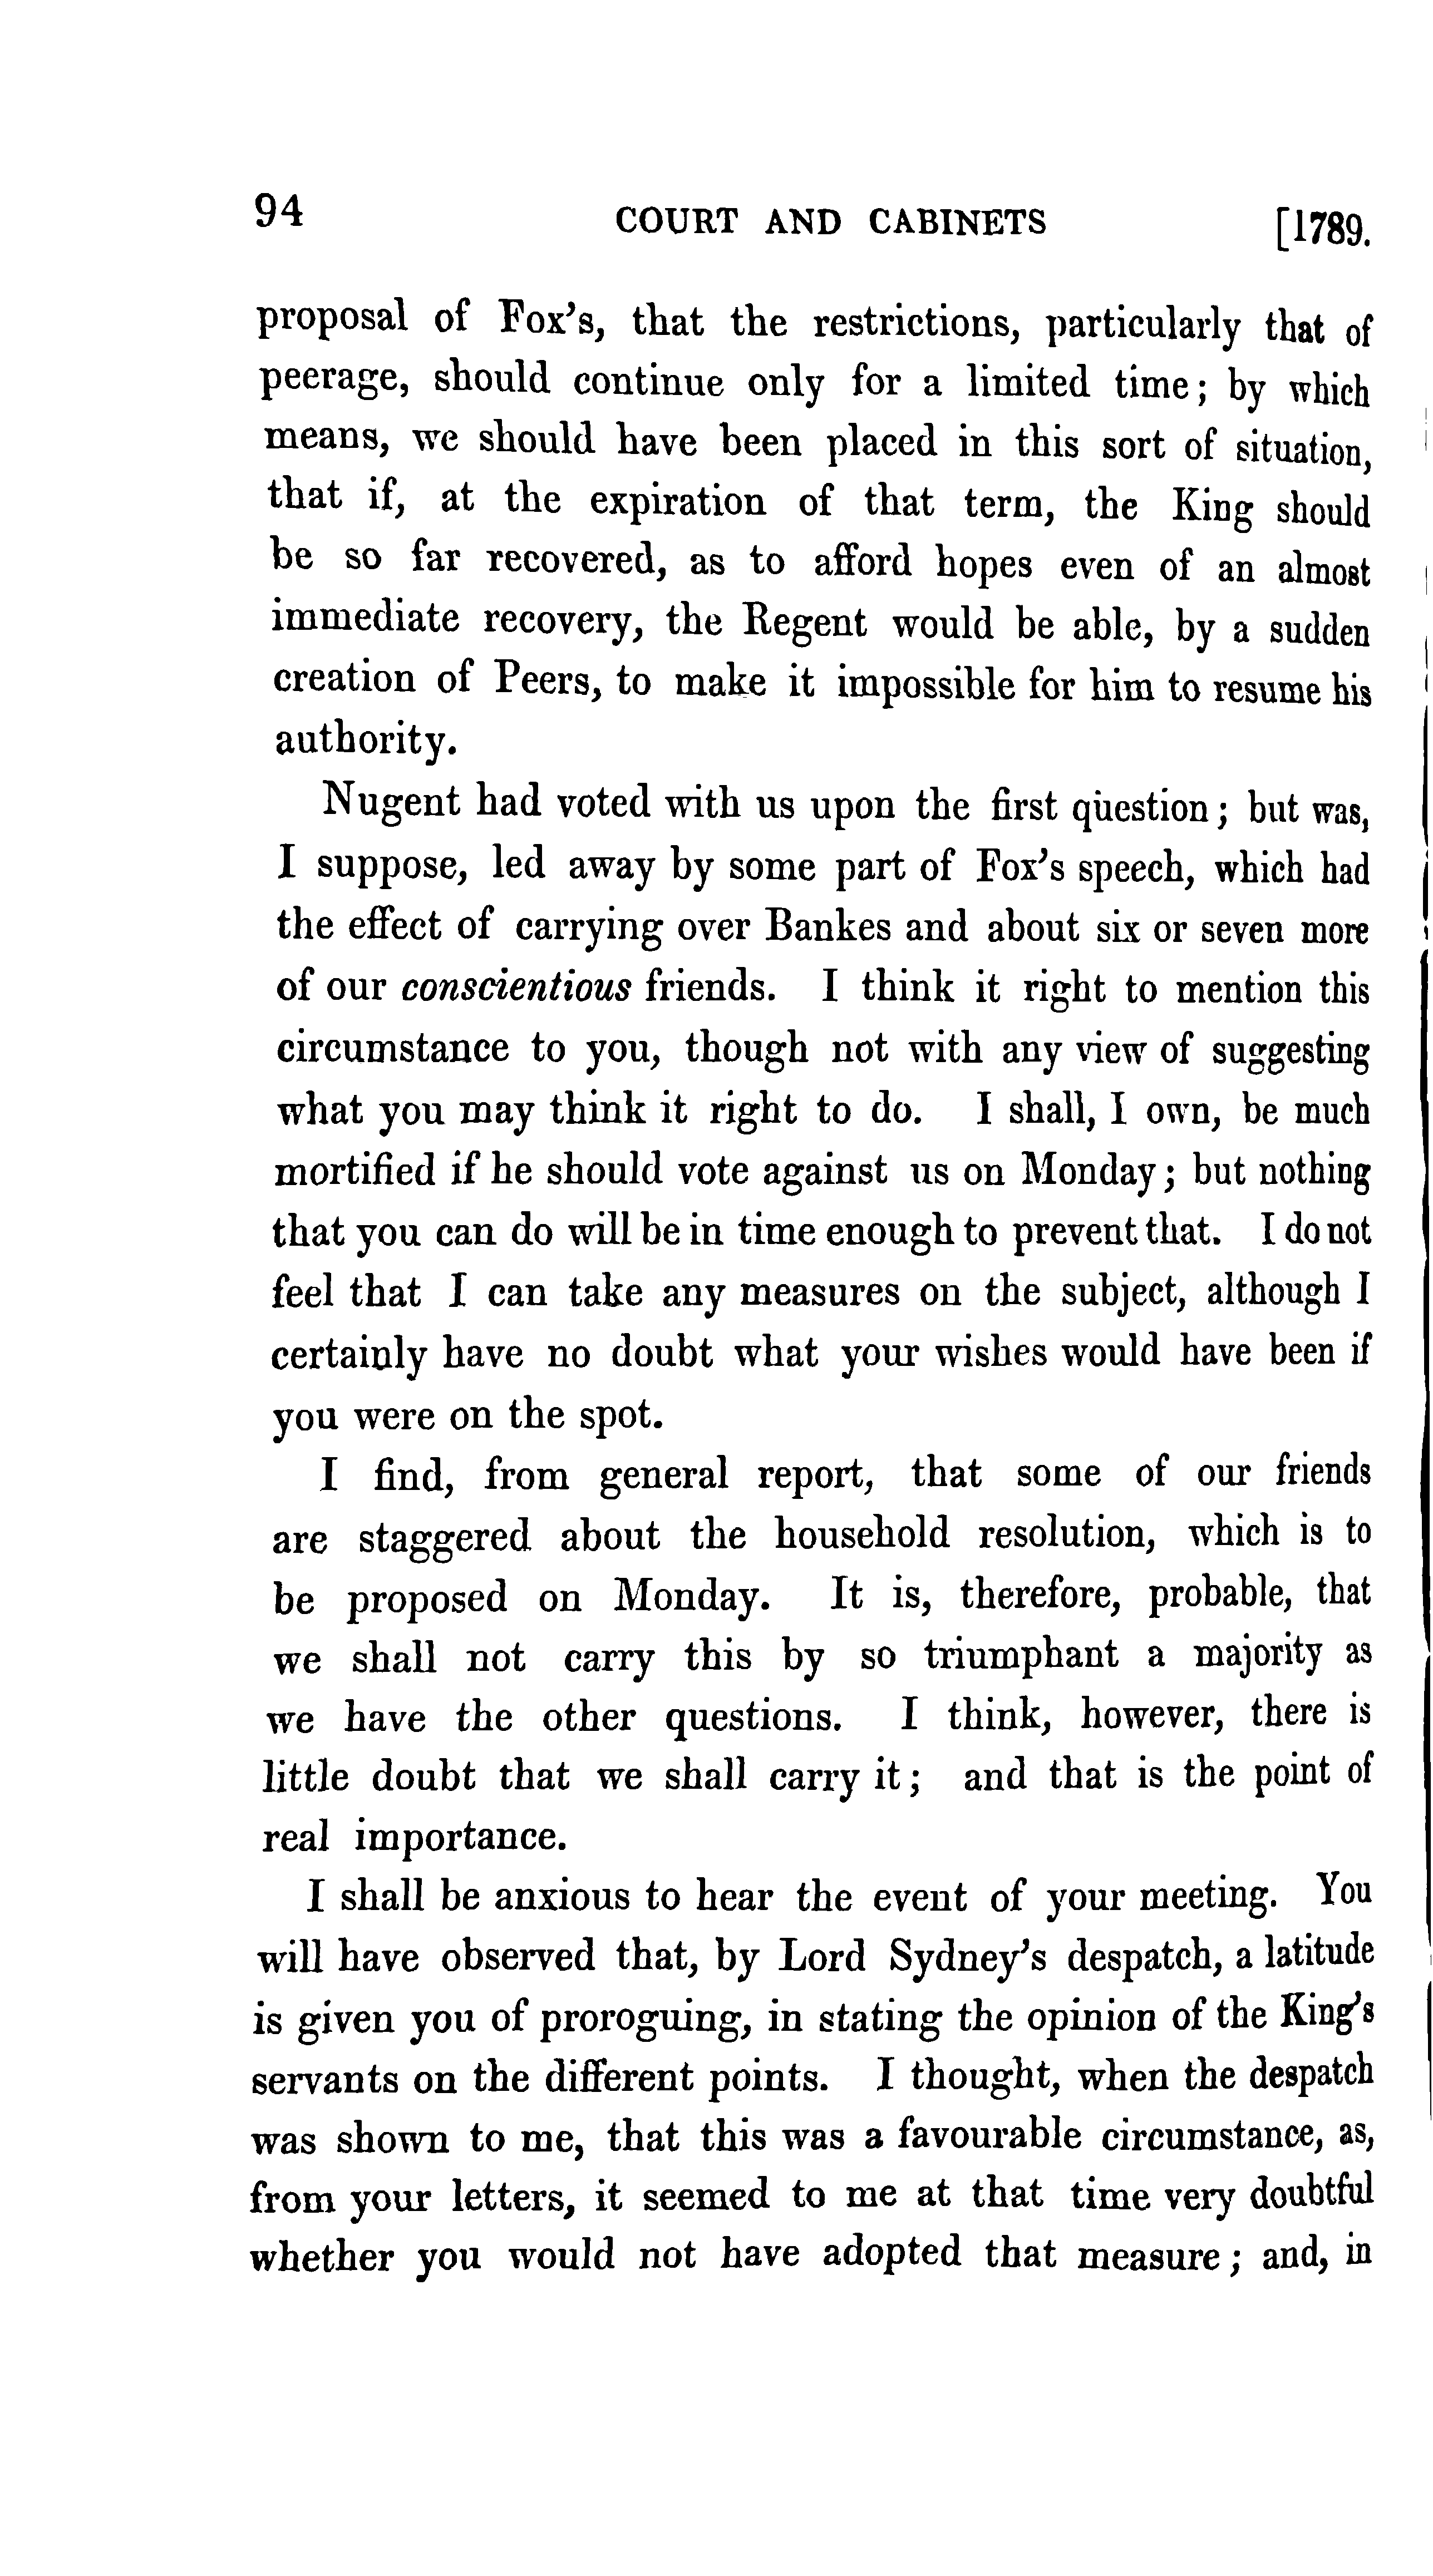 94 COURT AND CABINETS [1789.
proposal of Fox's, that the restrictions, particularly that of
peerage, should continue only for a limited time; by which
means, we should have been placed in this sort of situation,
that if, at the expiration of that term, the King should
be so far recovered, as to afford hopes even of an almost
immediate recovery, the Regent would be able, by a sudden
creation of Peers, to make it impossible for him to resume his
authority.
Nugent had voted with us upon the first question; but was,
I suppose, led away by some part of Fox's speech, which had
the effect of carrying over Bankes and about six or seven more
of our conscientious friends. I think it right to mention this
circumstance to you, though not with any view of suggesting
what you may think it right to do. I shall, I own, be much
mortified if he should vote against us on Monday; but nothing
that you can do will be in time enough to prevent that. I do not
feel that I can take any measures on the subject, although I
certainly have no doubt what your wishes would have been if
you were on the spot.
I find, from general report, that some of our friends
are staggered about the household resolution, which is to
be proposed on Monday. It is, therefore, probable, that
we shall not carry this by so triumphant a majority as
we have the other questions. I think, however, there is
little doubt that we shall carry it; and that is the point of
real importance.
I shall be anxious to hear the event of your meeting. You
will have observed that, by Lord Sydney's despatch, a latitude
is given you of proroguing, in stating the opinion of the King's
servants on the different points. I thought, when the despatch
was shown to me, that this was a favourable circumstance, as,
from your letters, it seemed to me at that time very doubtful
whether you would not have adopted that measure; and, in